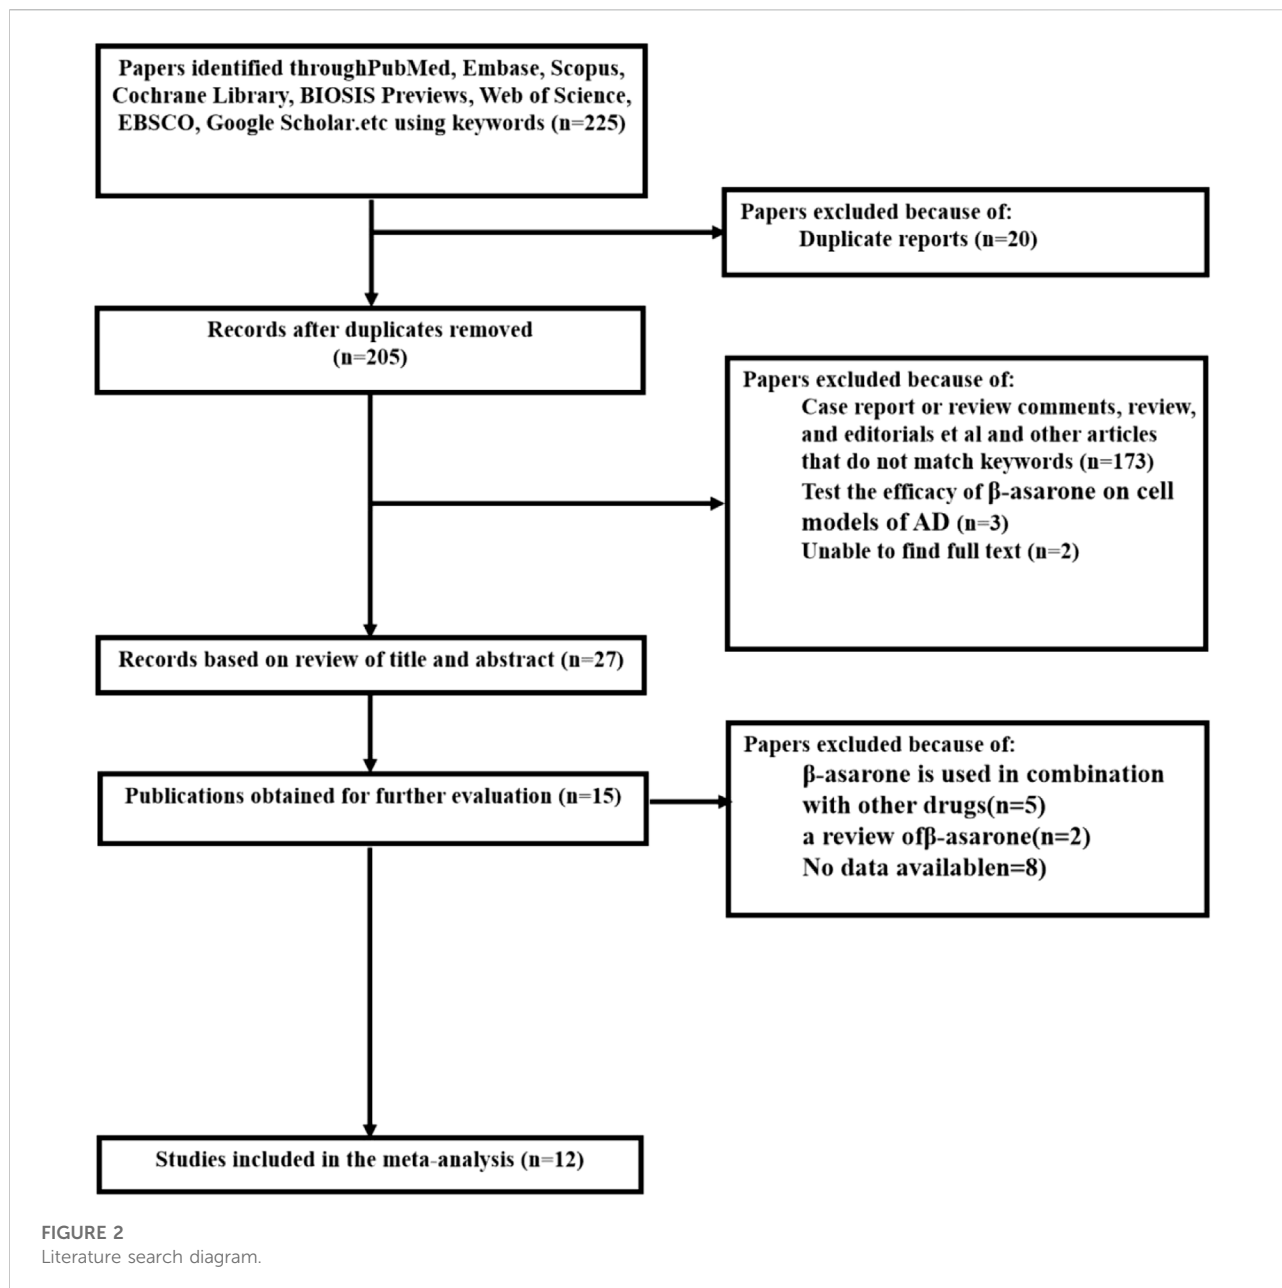 Papers identified throughPubMed, Embase, Scopus,
Cochrane Library, BIOSIS Previews, Web of Science,
EBSCO, Google Scholar.etc using keywords (n=225)
Papers excluded because of:
Duplicate reports (n=20)
Records after duplicates removed
(n=205)
Papers excluded because of:
Case report or review comments, review,
and editorials et al and other articles
that do not match keywords (n=173)
Test the efficacy of β-asarone on cell
models of AD (n=3)
Unable to find full text (n=2)
Records based on review of title and abstract (n=27)
Publications obtained for further evaluation (n=15)
Papers excluded because of:
β-asarone is used in combination
with other drugs(n=5)
a review ofβ-asarone(n=2)
No data availablen=8)
Studies included in the meta-analysis (n=12)
FIGURE 2
Literature search diagram.